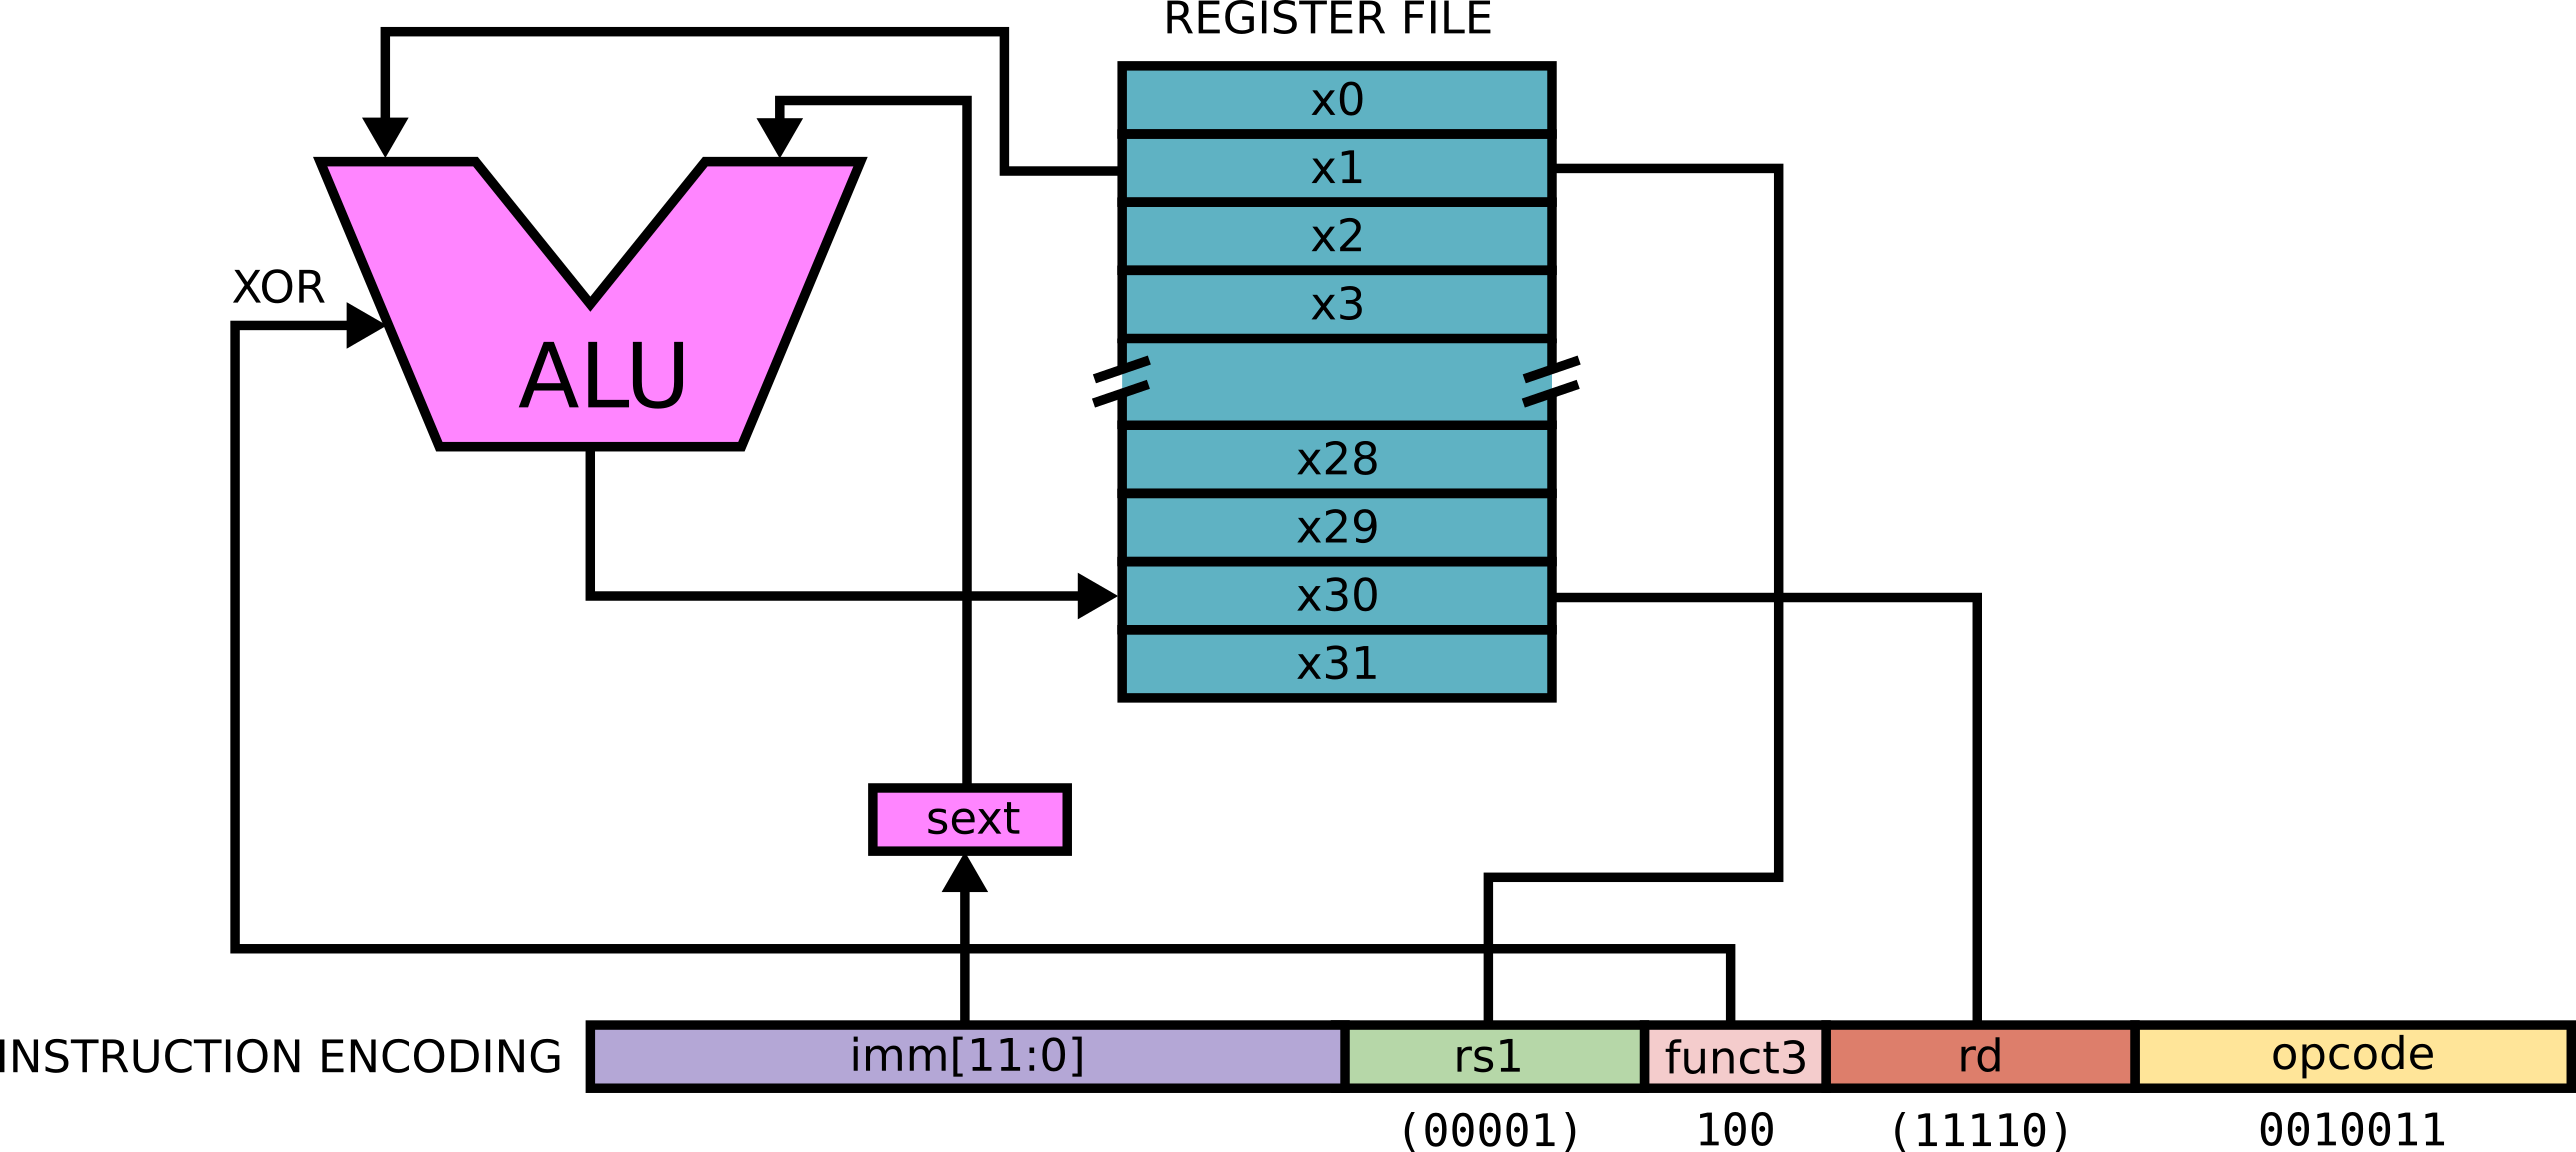 REGISTER FILE
x0
x1
x2
x3
XOR
ALU
x28
x29
x30
x31
sext
INSTRUCTION ENCODING
imm[11:0]
rs1
funct3
rd
opcode
(00001)
100
(11110)
0010011